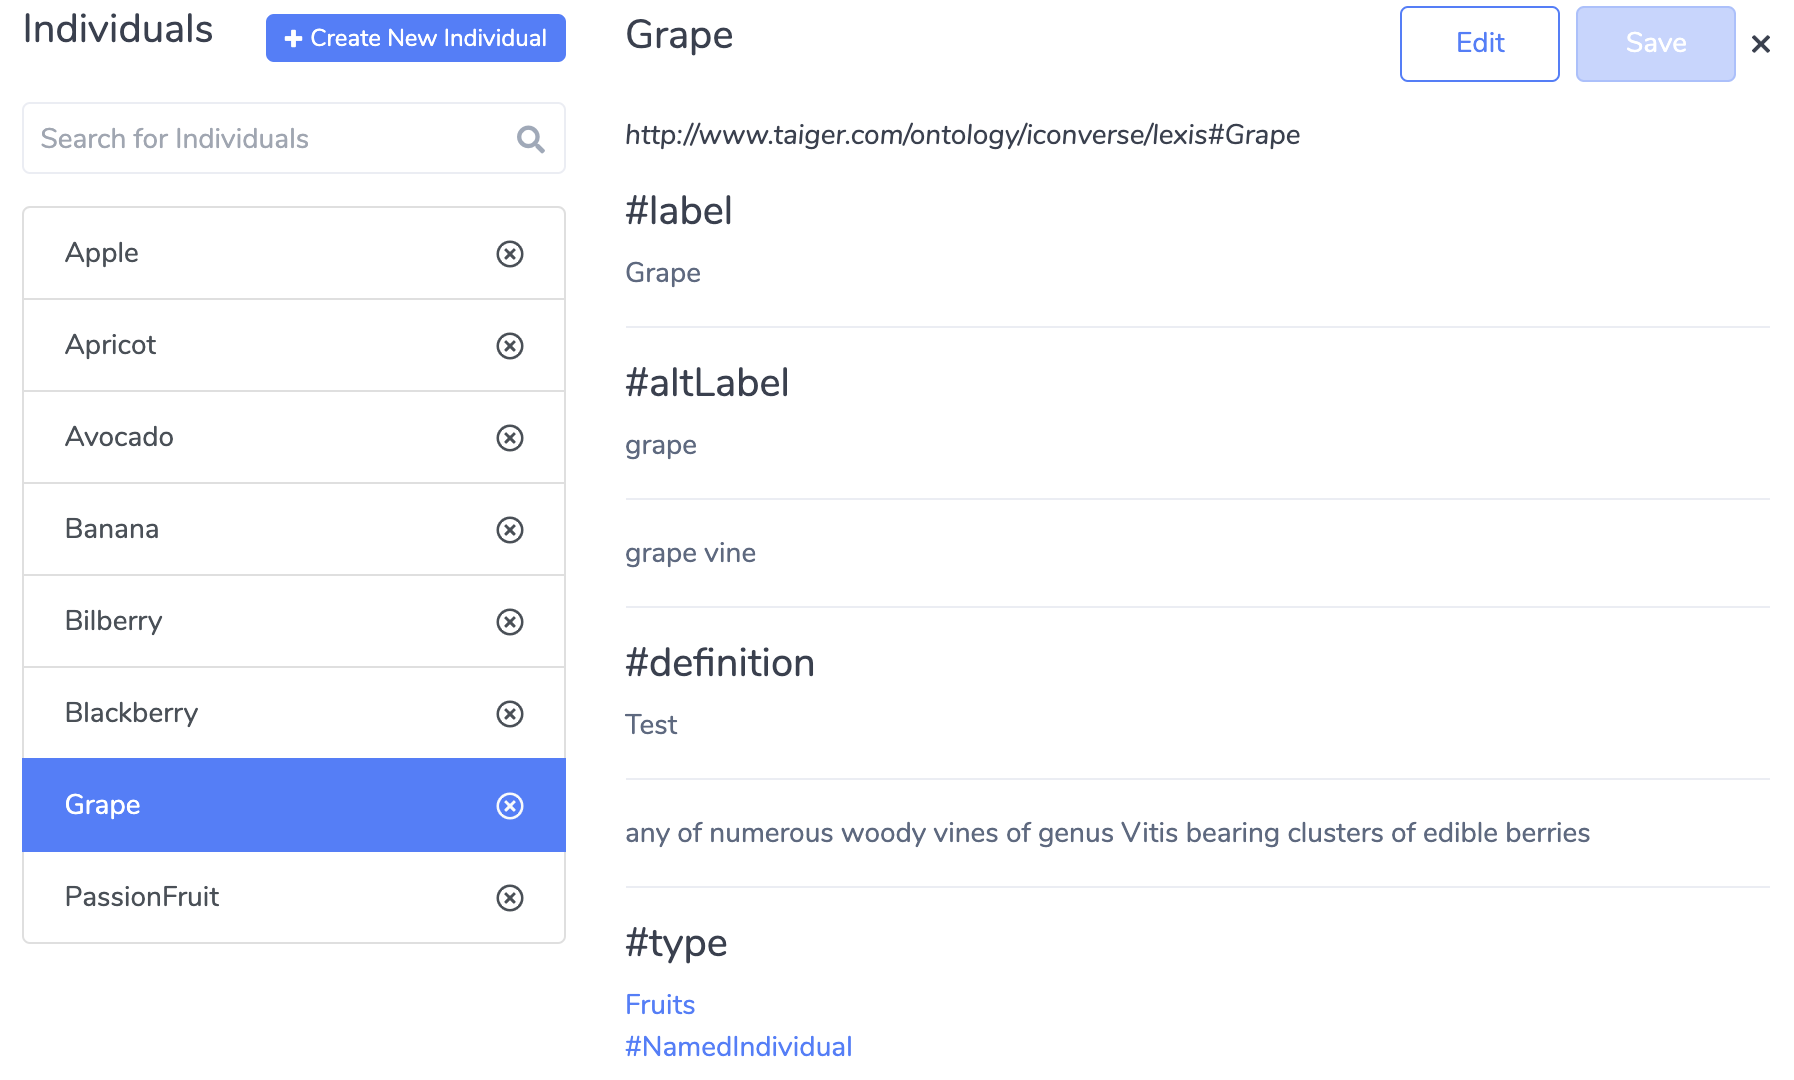 Individuals
Create New Individual
Search for Individuals
Apple
Apricot
Avocado
Banana
Bilberry
Blackberry
Grape
PassionFruit
Grape
Edit
Save
http://www.taiger.com/ontology/iconverse/lexis#Grape
#label
Grape
#altLabel
grape
grape vine
#definition
Test
any of numerous woody vines of genus Vitis bearing clusters of edible berries
#type
Fruits
#NamedIndividual